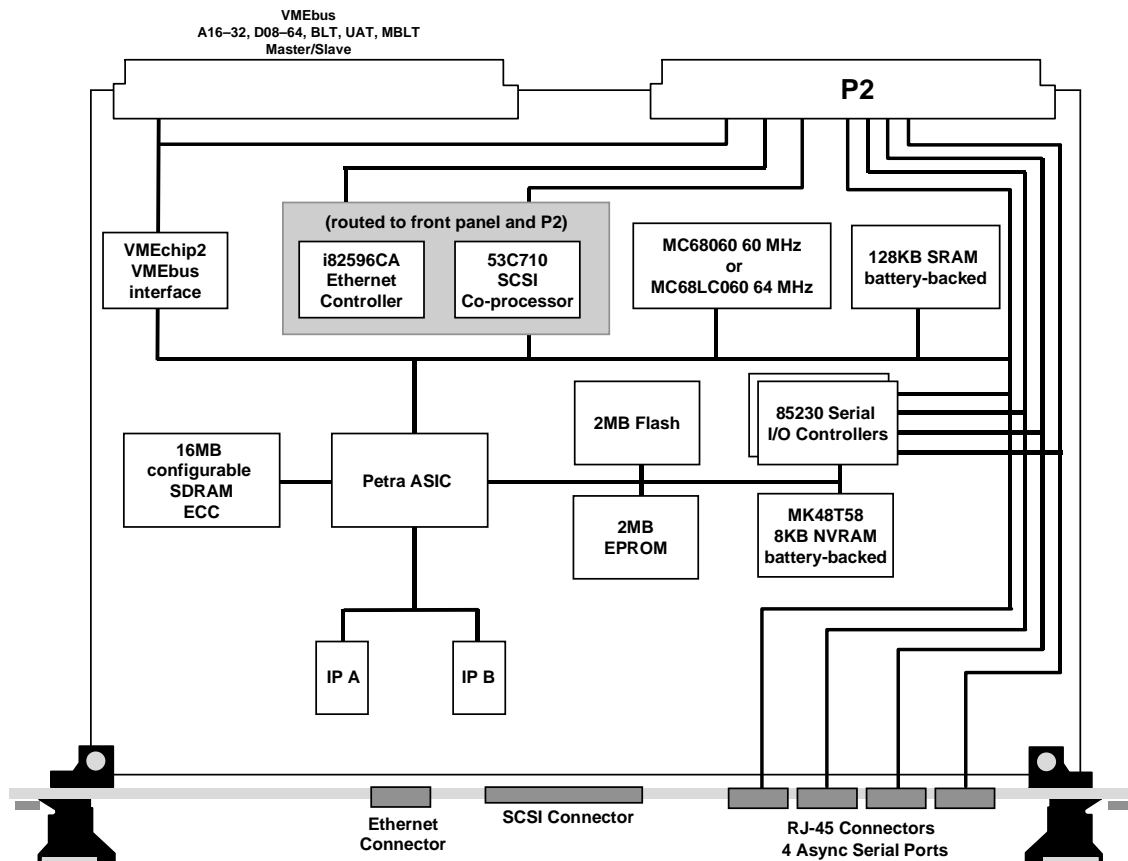 VMEbus
A16–32, D08–64, BLT, UAT, MBLT
Master/Slave
P2
(routed to front panel and P2)
VMEchip2
VMEbus
interface
i82596CA
Ethernet
Controller
53C710
SCSI
Co-processor
MC68060 60 MHz
or
MC68LC060 64 MHz
128KB SRAM
battery-backed
16MB
configurable
SDRAM
ECC
Petra ASIC
2MB Flash
85230 Serial
I/O Controllers
2MB
EPROM
MK48T58
8KB NVRAM
battery-backed
IP A
IP B
Ethernet
Connector
SCSI Connector
RJ-45 Connectors
4 Async Serial Ports